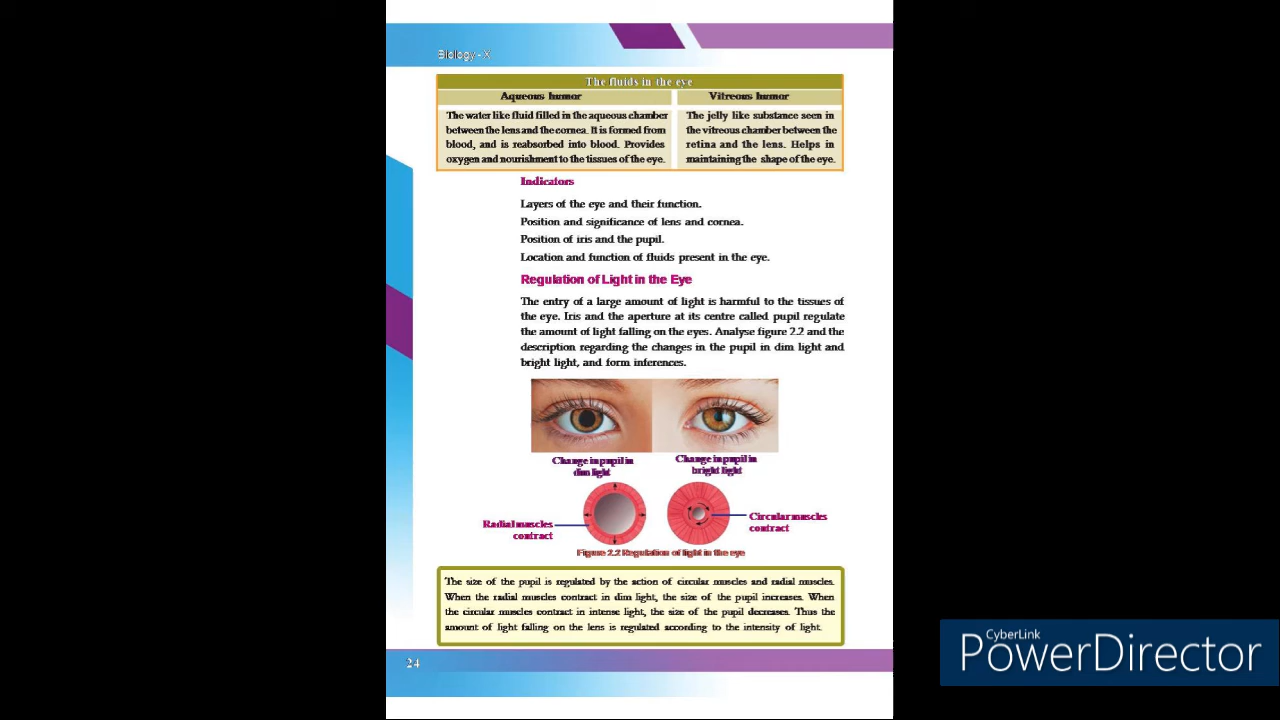 Biology - X
The fluids in the eye
Aqueous humor
The water like fluid filled in the aqueous chamber
between the lens and the cornea. It is formed from
blood, and is reabsorbed into blood. Provides
oxygen and nourishment to the tissues of the eye.
Vitreous humor
The jelly like substance seen in
the vitreous chamber between the
retina and the lens. Helps in
maintaining the shape of the eye.
Indicators
Layers of the eye and their function.
Position and significance of lens and cornea.
Position of iris and the pupil.
Location and function of fluids present in the eye.
Regulation of Light in the Eye
The entry of a large amount of light is harmful to the tissues of
the eye. Iris and the aperture at its centre called pupil regulate
the amount of light falling on the eyes. Analyse figure 2.2 and the
description regarding the changes in the pupil in dim light and
bright light, and form inferences.
Change in pupil in
dim light
Change in pupil in
bright light
Radial muscles
contract
Circular muscles
contract
Figure 2.2 Regulation of light in the eye
The size of the pupil is regulated by the action of circular muscles and radial muscles.
When the radial muscles contract in dim light, the size of the pupil increases. When
the circular muscles contract in intense light, the size of the pupil decreases. Thus the
amount of light falling on the lens is regulated according to the intensity of light.
24
CyberLink
PowerDirector